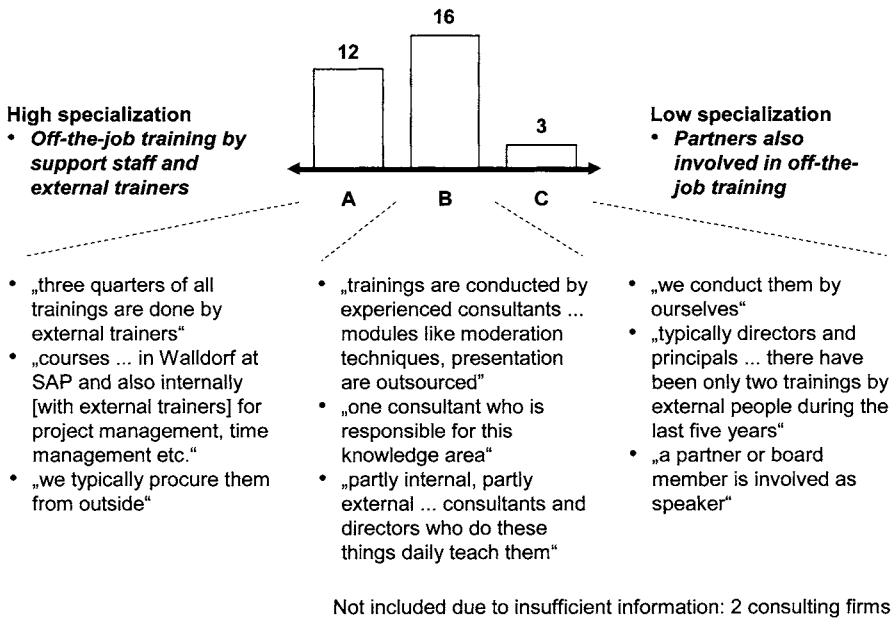 16
12
3
High specialization
• Off-the-job training by
support staff and
external trainers
Low specialization
• Partners also
involved in off-the-
job training
A B C
• „three quarters of all
trainings are done by
external trainers“
• „courses ... in Walldorf at
SAP and also internally
[with external trainers] for
project management, time
management etc.“
• „we typically procure them
from outside“
• „trainings are conducted by
experienced consultants ...
modules like moderation
techniques, presentation
are outsourced”
• „one consultant who is
responsible for this
knowledge area“
• „partly internal, partly
external ... consultants and
directors who do these
things daily teach them“
• „we conduct them by
ourselves“
• „typically directors and
principals ... there have
been only two trainings by
external people during the
last five years“
• „a partner or board
member is involved as
speaker“
Not included due to insufficient information: 2 consulting firms